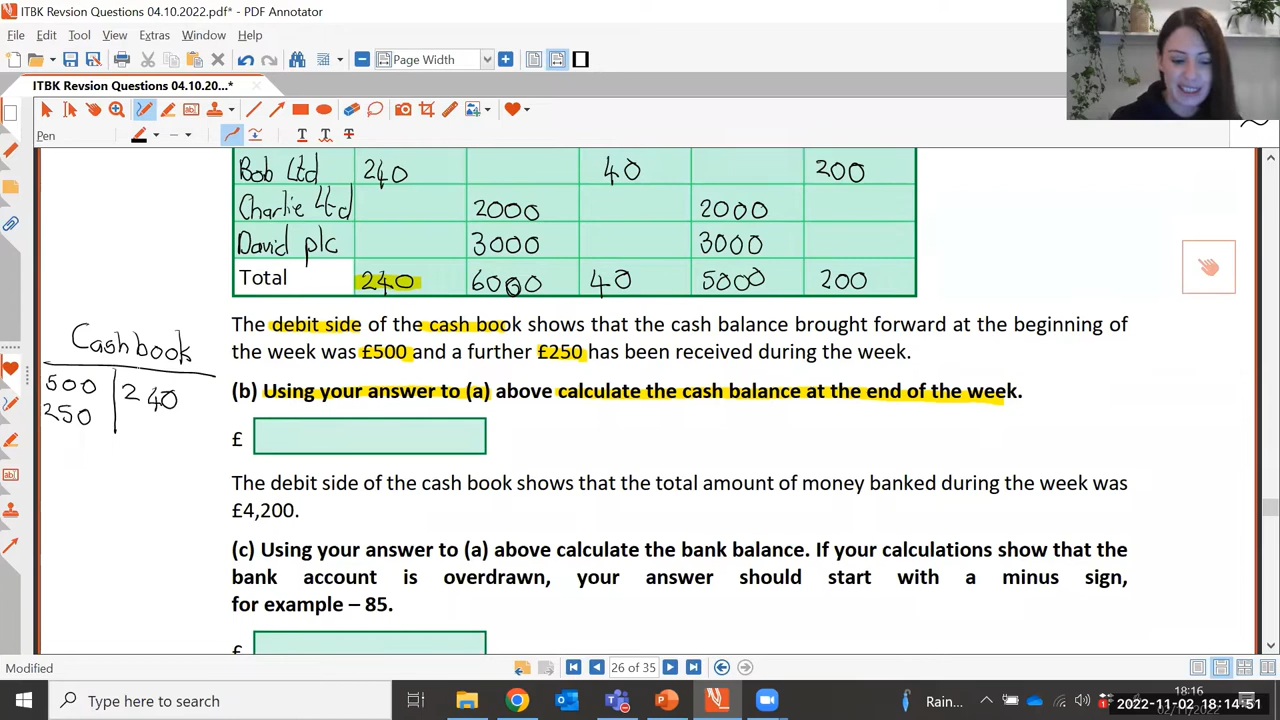 ITBK Revsion Questions 04.10.2022.pdf* - PDF Annotator
File Edit Tool View Extras Window Help
Page Width
ITBK Revsion Questions 04.10.20...*
Pen
Bob Ltd 240 40 200
Charlie Ltd 2000 2000
David plc 3000 3000
Total 240 6000 40 5000 200
The debit side of the cash book shows that the cash balance brought forward at the beginning of
the week was £500 and a further £250 has been received during the week.
Cashbook
500 240
250
(b) Using your answer to (a) above calculate the cash balance at the end of the week.
£
The debit side of the cash book shows that the total amount of money banked during the week was
£4,200.
(c) Using your answer to (a) above calculate the bank balance. If your calculations show that the
bank account is overdrawn, your answer should start with a minus sign,
for example – 85.
£
Modified
26 of 35
Type here to search
Rain...
18:16
2022-11-02 18:14:51